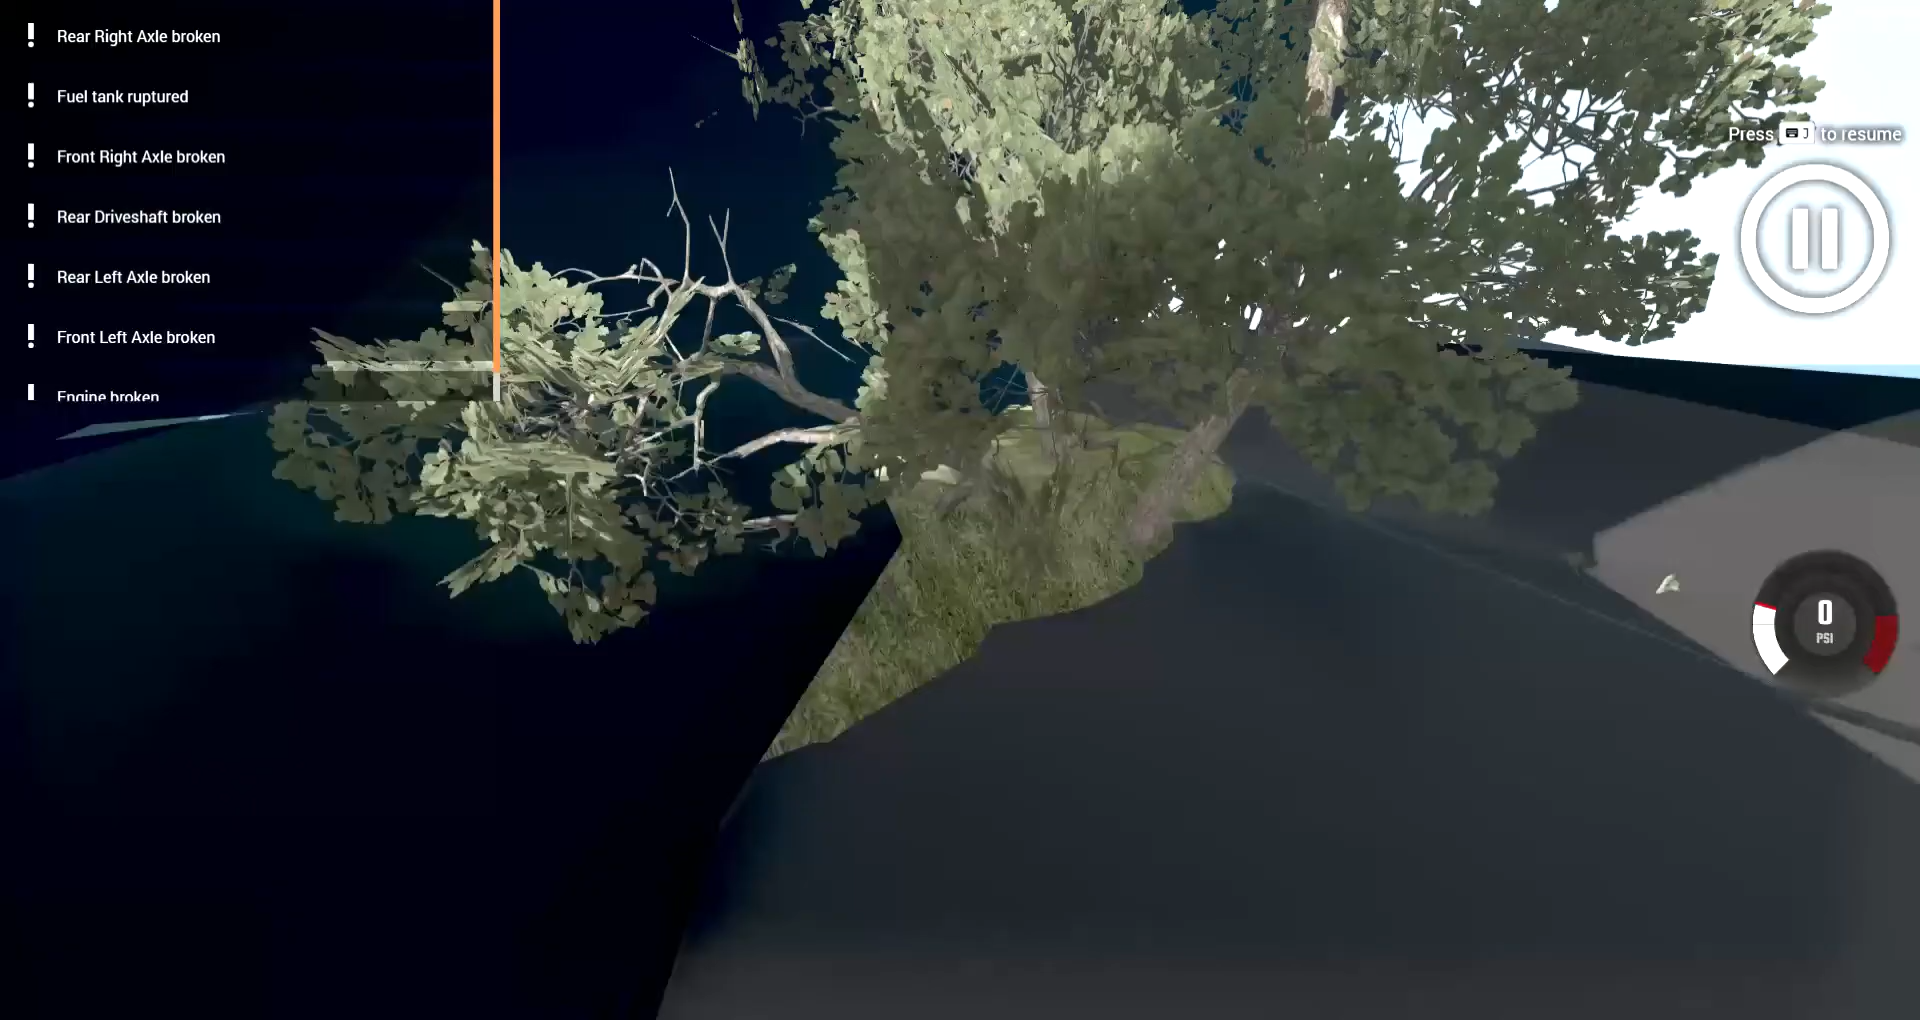 Rear Right Axle broken
Fuel tank ruptured
Front Right Axle broken
Rear Driveshaft broken
Rear Left Axle broken
Front Left Axle broken
Engine broken
Press J to resume
0
PSI